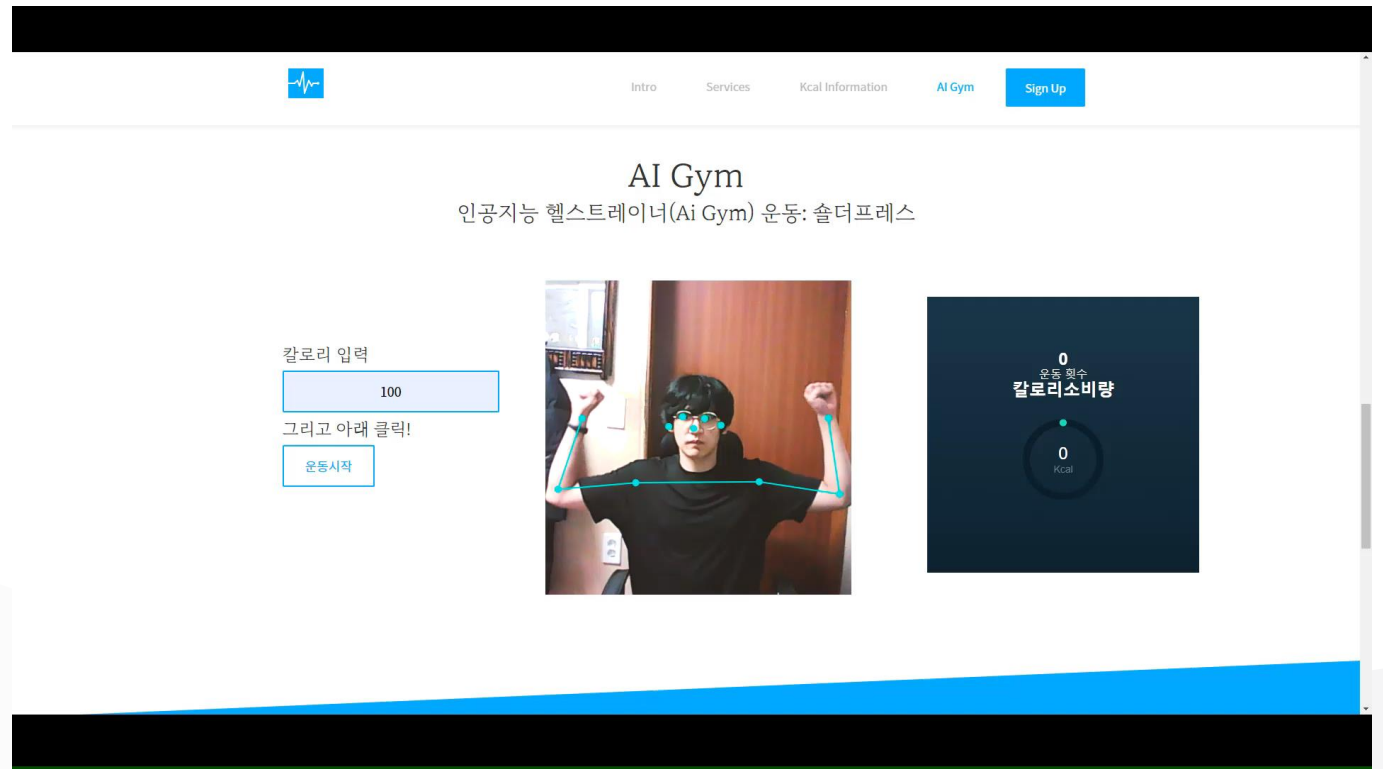 Intro
Services
Kcal Information
AI Gym
Sign Up
AI Gym
인공지능 헬스트레이너(Ai Gym) 운동: 숄더프레스
칼로리 입력
100
그리고 아래 클릭!
운동시작
0
운동 횟수
칼로리소비량
0
Kcal